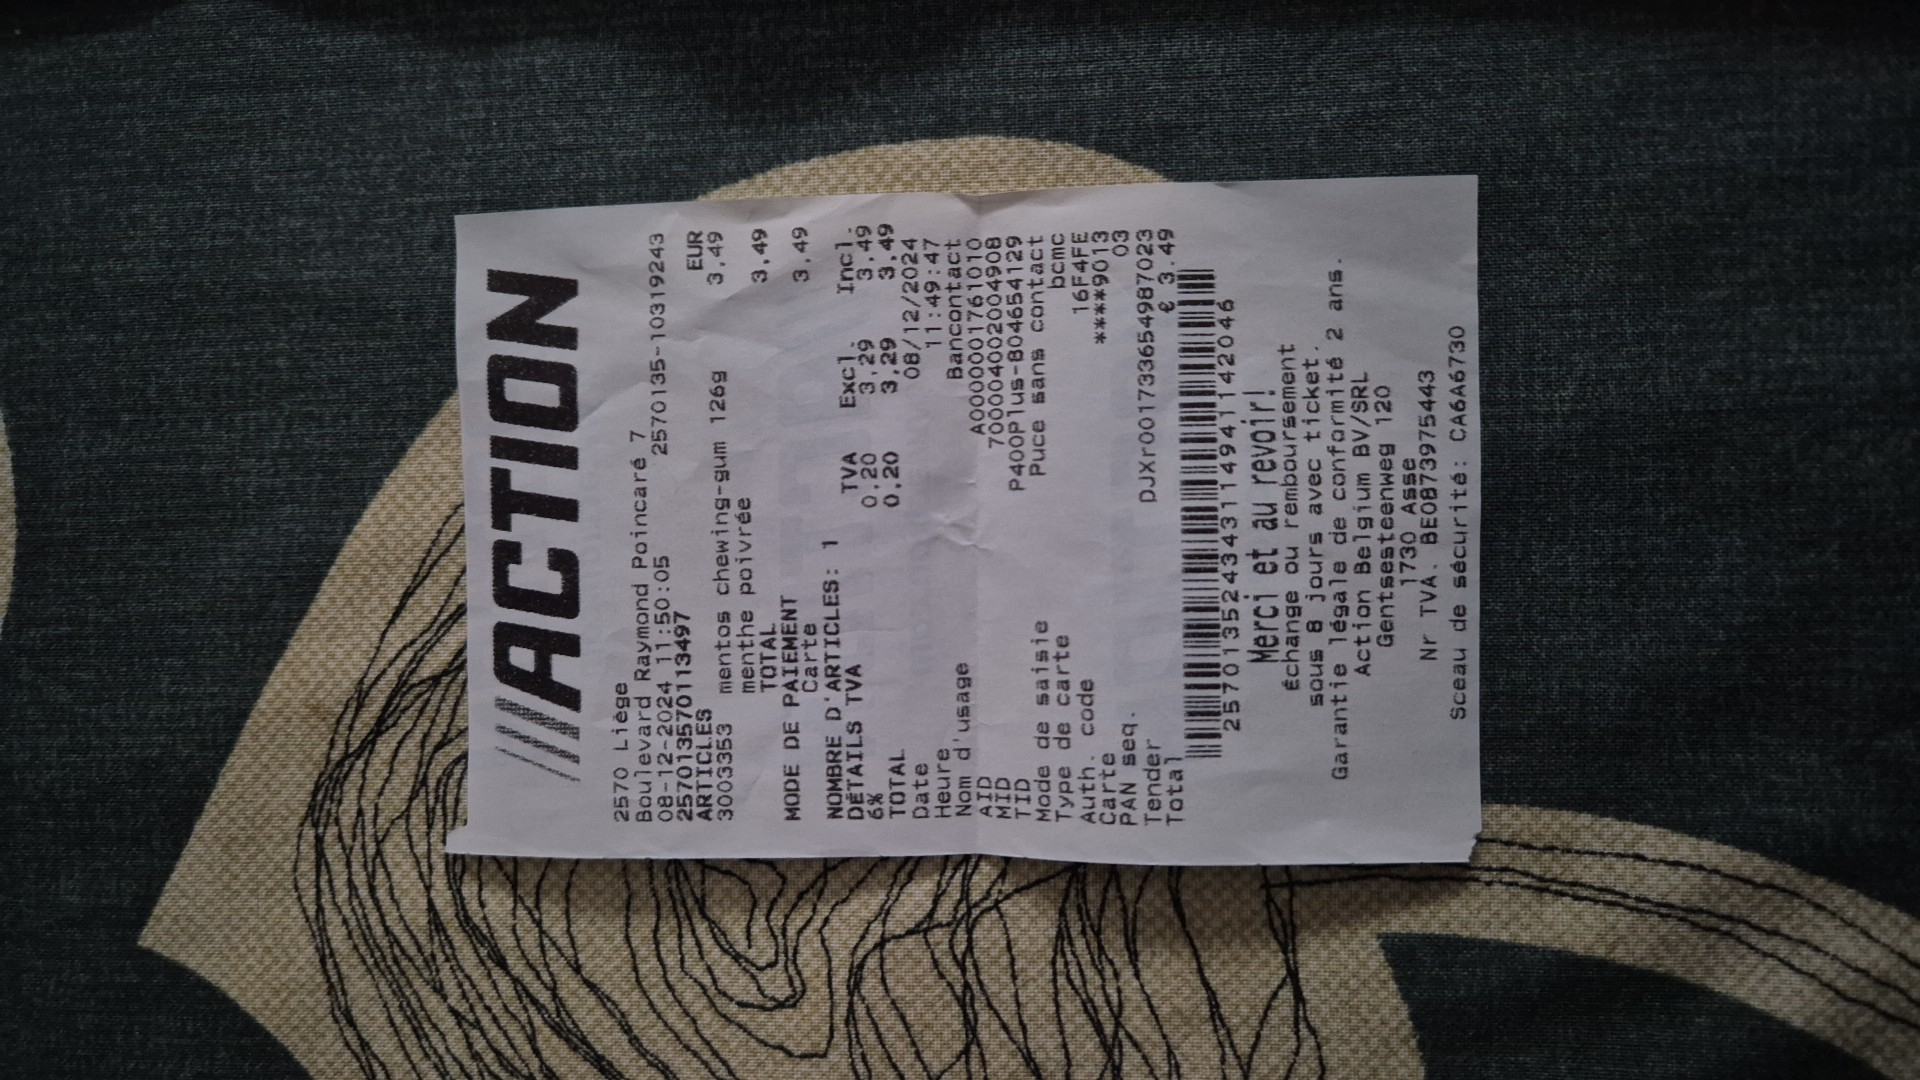 ACTION
2570 Liège
Boulevard Raymond Poincaré 7
08-12-2024 11:50:05 2570135-10319243
257013570113497
ARTICLES EUR
3003353 mentos chewing-gum 126g 3,49
menthe poivrée
TOTAL 3,49
MODE DE PAIEMENT
Carte 3,49
NOMBRE D'ARTICLES: 1
DÉTAILS TVA TVA Excl. Incl.
6% 0,20 3,29 3,49
TOTAL 0,20 3,29 3,49
Date 08/12/2024
Heure 11:49:47
Nom d'usage Bancontact
AID A0000001761010
MID 70004002004908
TID P400Plus-804654129
Mode de saisie Puce sans contact
Type de carte bcmc
Auth. code 16F4FE
Carte ****9013
PAN seq. 03
Tender DJXr001733654987023
Total € 3.49
257013524343114941142046
Merci et au revoir!
Échange ou remboursement
sous 8 jours avec ticket.
Garantie légale de conformité 2 ans.
Action Belgium BV/SRL
Gentsesteenweg 120
1730 Asse
Nr TVA. BE0873975443
Sceau de sécurité: CA6A6730